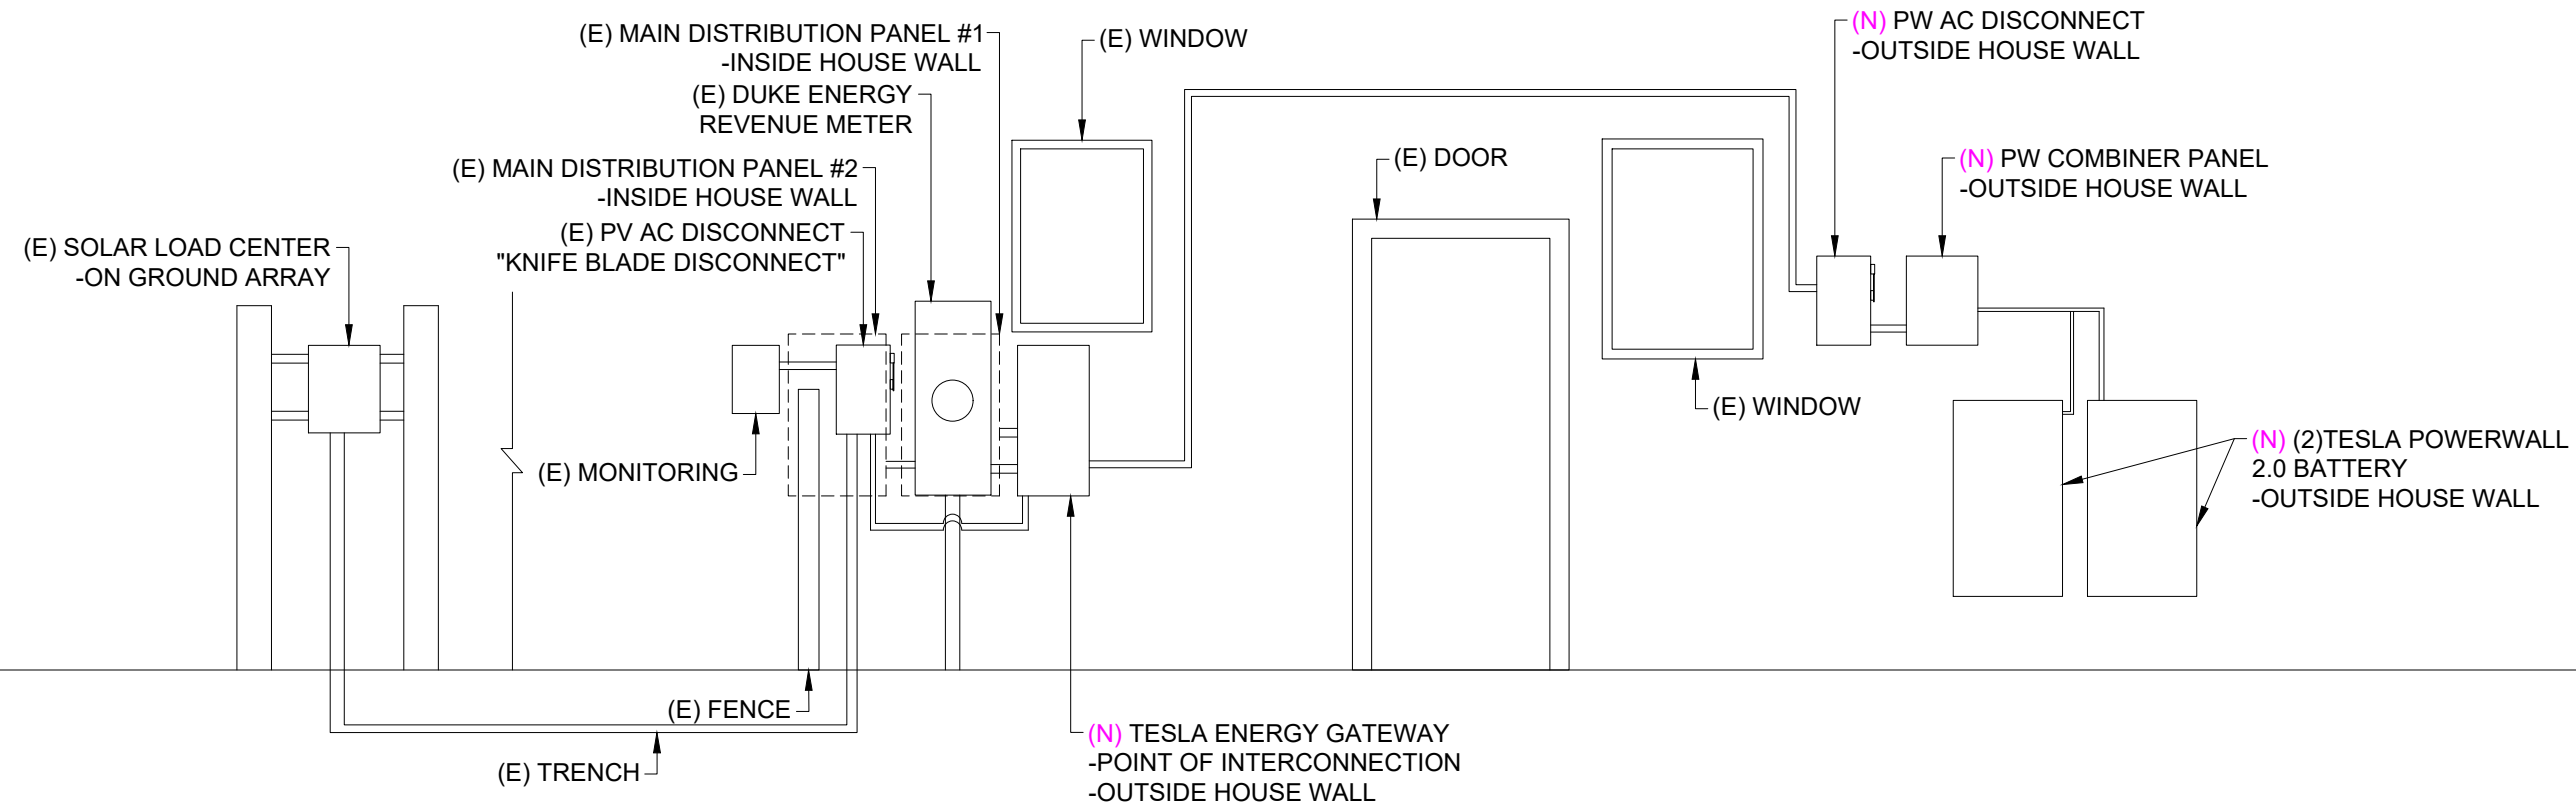 (E) MAIN DISTRIBUTION PANEL #1
-INSIDE HOUSE WALL
(E) DUKE ENERGY
REVENUE METER
(E) MAIN DISTRIBUTION PANEL #2
-INSIDE HOUSE WALL
(E) PV AC DISCONNECT
"KNIFE BLADE DISCONNECT"
(E) SOLAR LOAD CENTER
-ON GROUND ARRAY
(E) WINDOW
(E) DOOR
(N) PW AC DISCONNECT
-OUTSIDE HOUSE WALL
(N) PW COMBINER PANEL
-OUTSIDE HOUSE WALL
(E) WINDOW
(N) (2)TESLA POWERWALL
2.0 BATTERY
-OUTSIDE HOUSE WALL
(E) MONITORING
(E) FENCE
(E) TRENCH
(N) TESLA ENERGY GATEWAY
-POINT OF INTERCONNECTION
-OUTSIDE HOUSE WALL